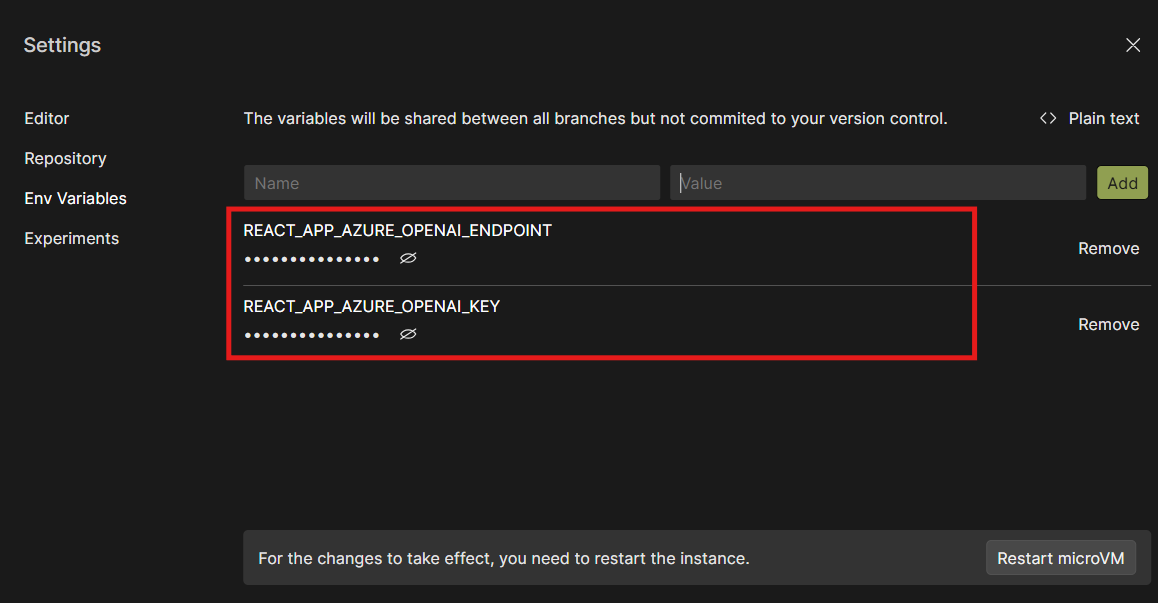 Settings
Editor
Repository
Env Variables
Experiments
The variables will be shared between all branches but not commited to your version control.
<> Plain text
Name
Value
Add
REACT_APP_AZURE_OPENAI_ENDPOINT
•••••••••••••••
Remove
REACT_APP_AZURE_OPENAI_KEY
•••••••••••••••
Remove
For the changes to take effect, you need to restart the instance.
Restart microVM